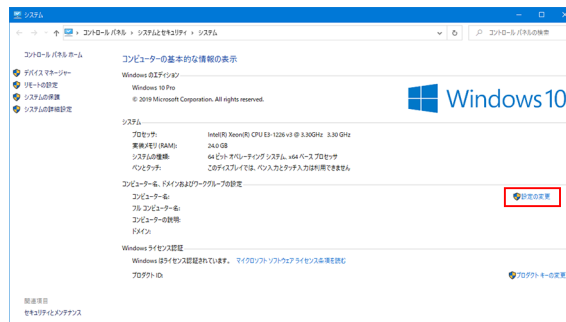 システム
コントロール パネル › システムとセキュリティ › システム
コントロール パネルの検索
コントロール パネル ホーム
デバイス マネージャー
リモートの設定
システムの保護
システムの詳細設定
コンピューターの基本的な情報の表示
Windows のエディション
Windows 10 Pro
© 2019 Microsoft Corporation. All rights reserved.
Windows 10
システム
プロセッサ: Intel(R) Xeon(R) CPU E3-1226 v3 @ 3.30GHz 3.30 GHz
実装メモリ (RAM): 24.0 GB
システムの種類: 64 ビット オペレーティング システム、x64 ベース プロセッサ
ペンとタッチ: このディスプレイでは、ペン入力とタッチ入力は利用できません
コンピューター名、ドメインおよびワークグループの設定
コンピューター名:
設定の変更
フル コンピューター名:
コンピューターの説明:
ドメイン:
Windows ライセンス認証
Windows はライセンス認証されています。 マイクロソフト ソフトウェア ライセンス条項を読む
プロダクト ID:
プロダクト キーの変更
関連項目
セキュリティとメンテナンス